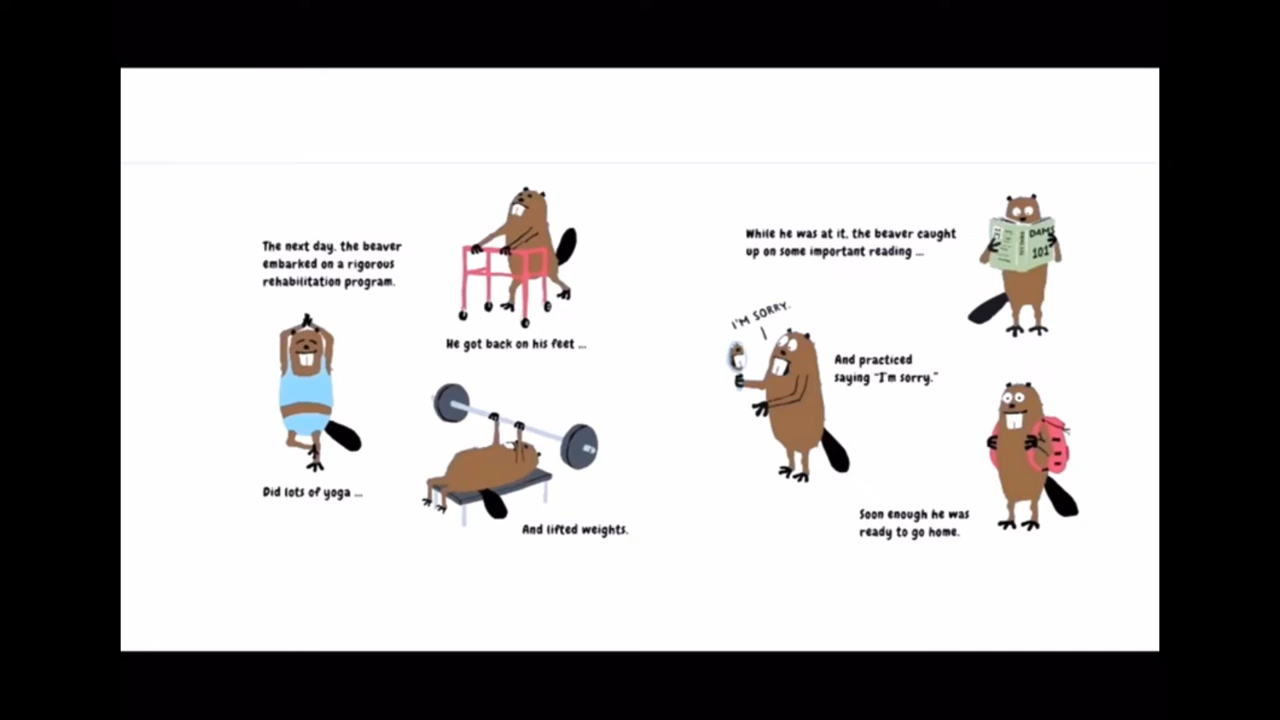 The next day, the beaver
embarked on a rigorous
rehabilitation program.
He got back on his feet ...
Did lots of yoga ...
And lifted weights.
While he was at it, the beaver caught
up on some important reading ...
DAMS
101
I'M SORRY.
And practiced
saying "I'm sorry."
Soon enough he was
ready to go home.